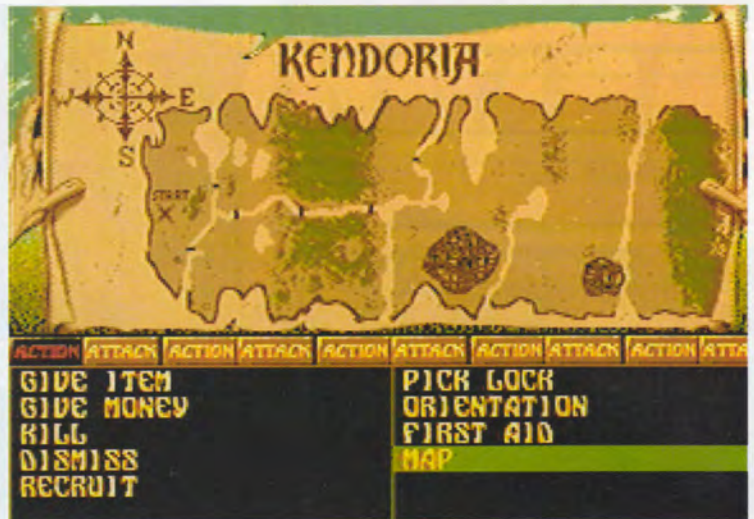 N
KENDORIA
W E
S
START
ACTION ATTACK ACTION ATTACK ACTION ATTACK ACTION ATTACK ACTION ATTA
GIVE ITEM
GIVE MONEY
KILL
DISMISS
RECRUIT
PICK LOCK
ORIENTATION
FIRST AID
MAP